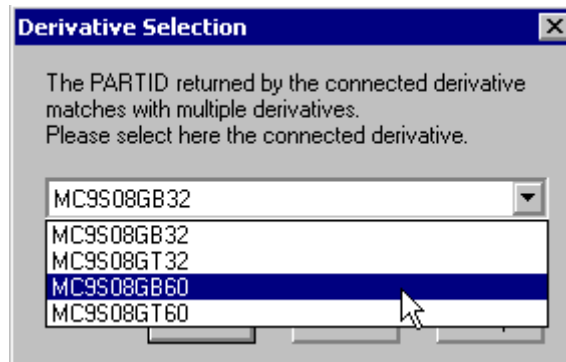 Derivative Selection
The PARTID returned by the connected derivative
matches with multiple derivatives.
Please select here the connected derivative.
MC9S08GB32
MC9S08GB32
MC9S08GT32
MC9S08GB60
MC9S08GT60